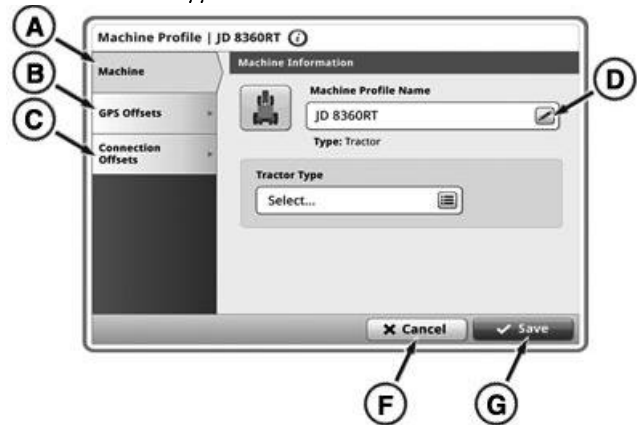 A
B
C
D
F
G
Machine Profile | JD 8360RT
Machine
GPS Offsets
Connection
Offsets
Machine Information
Machine Profile Name
JD 8360RT
Type: Tractor
Tractor Type
Select...
Cancel
Save